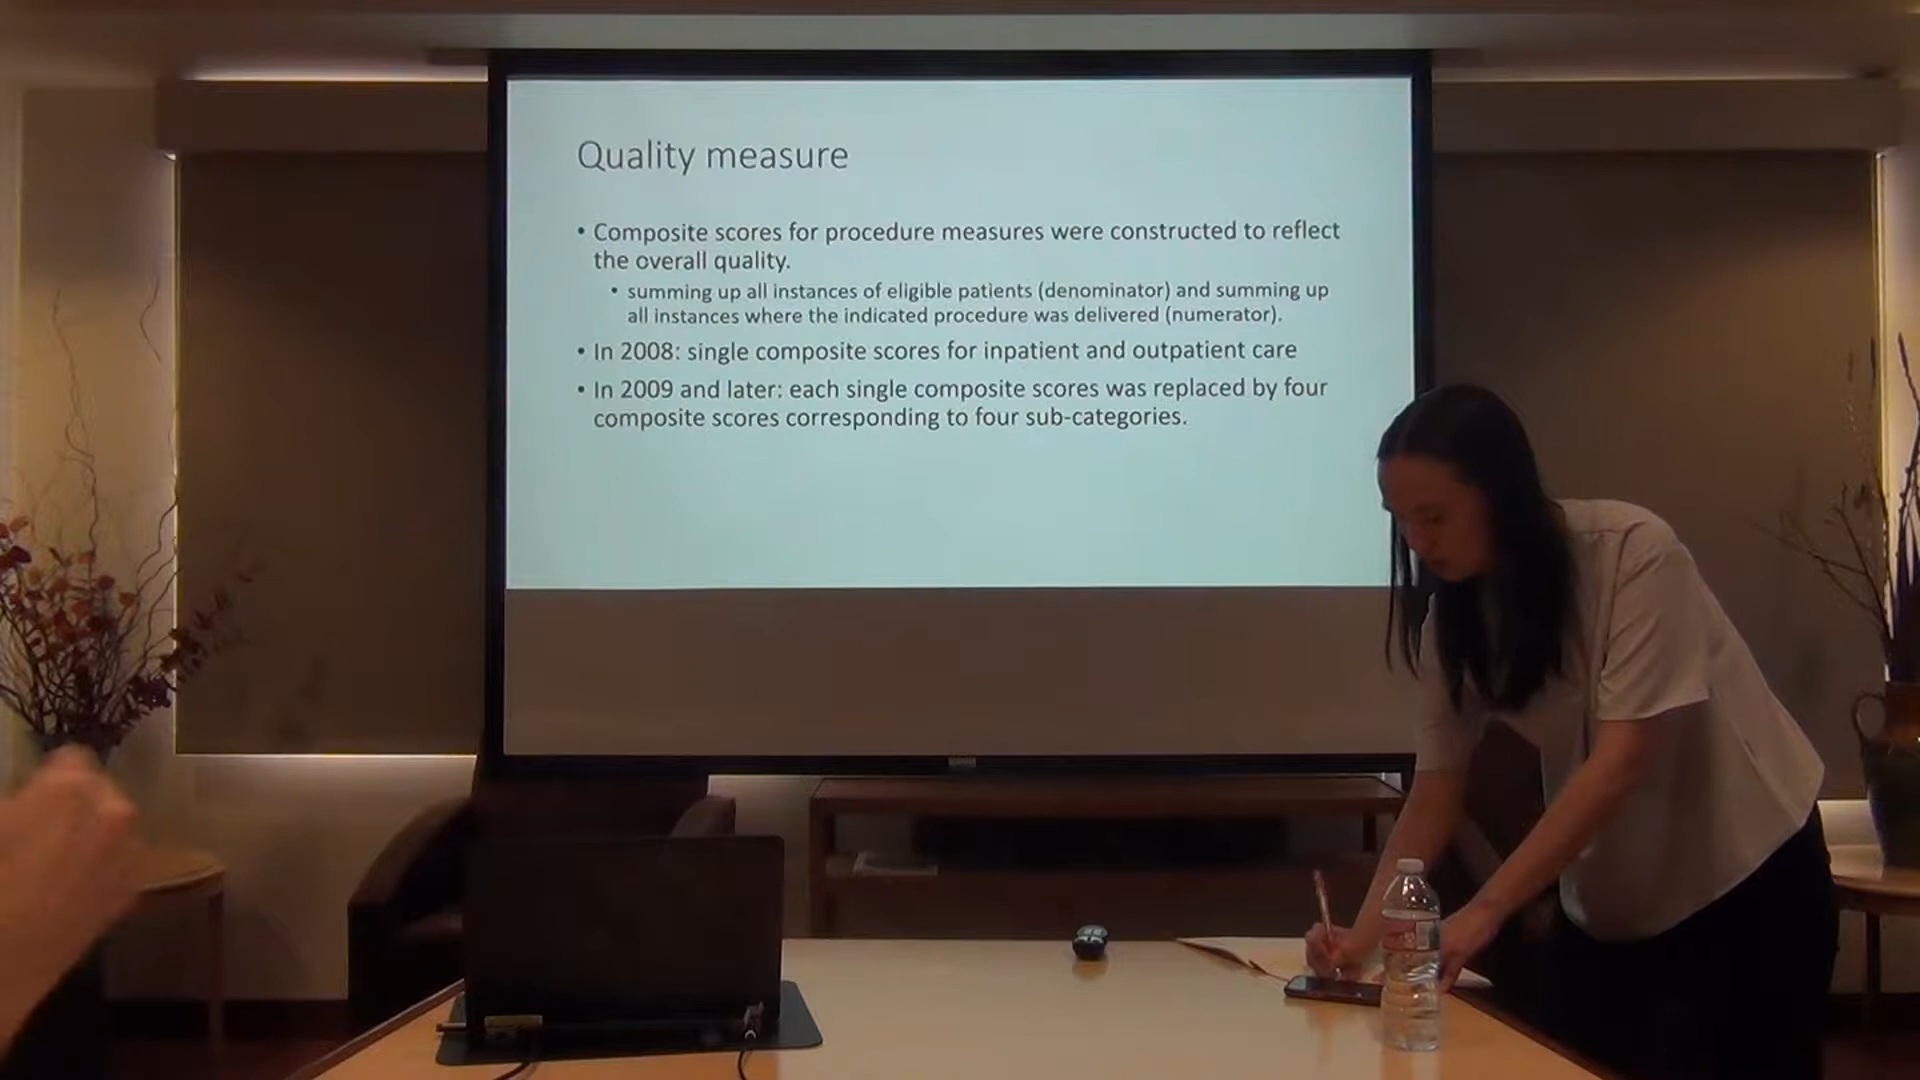 Quality measure
• Composite scores for procedure measures were constructed to reflect
the overall quality.
• summing up all instances of eligible patients (denominator) and summing up
all instances where the indicated procedure was delivered (numerator).
• In 2008: single composite scores for inpatient and outpatient care
• In 2009 and later: each single composite scores was replaced by four
composite scores corresponding to four sub-categories.